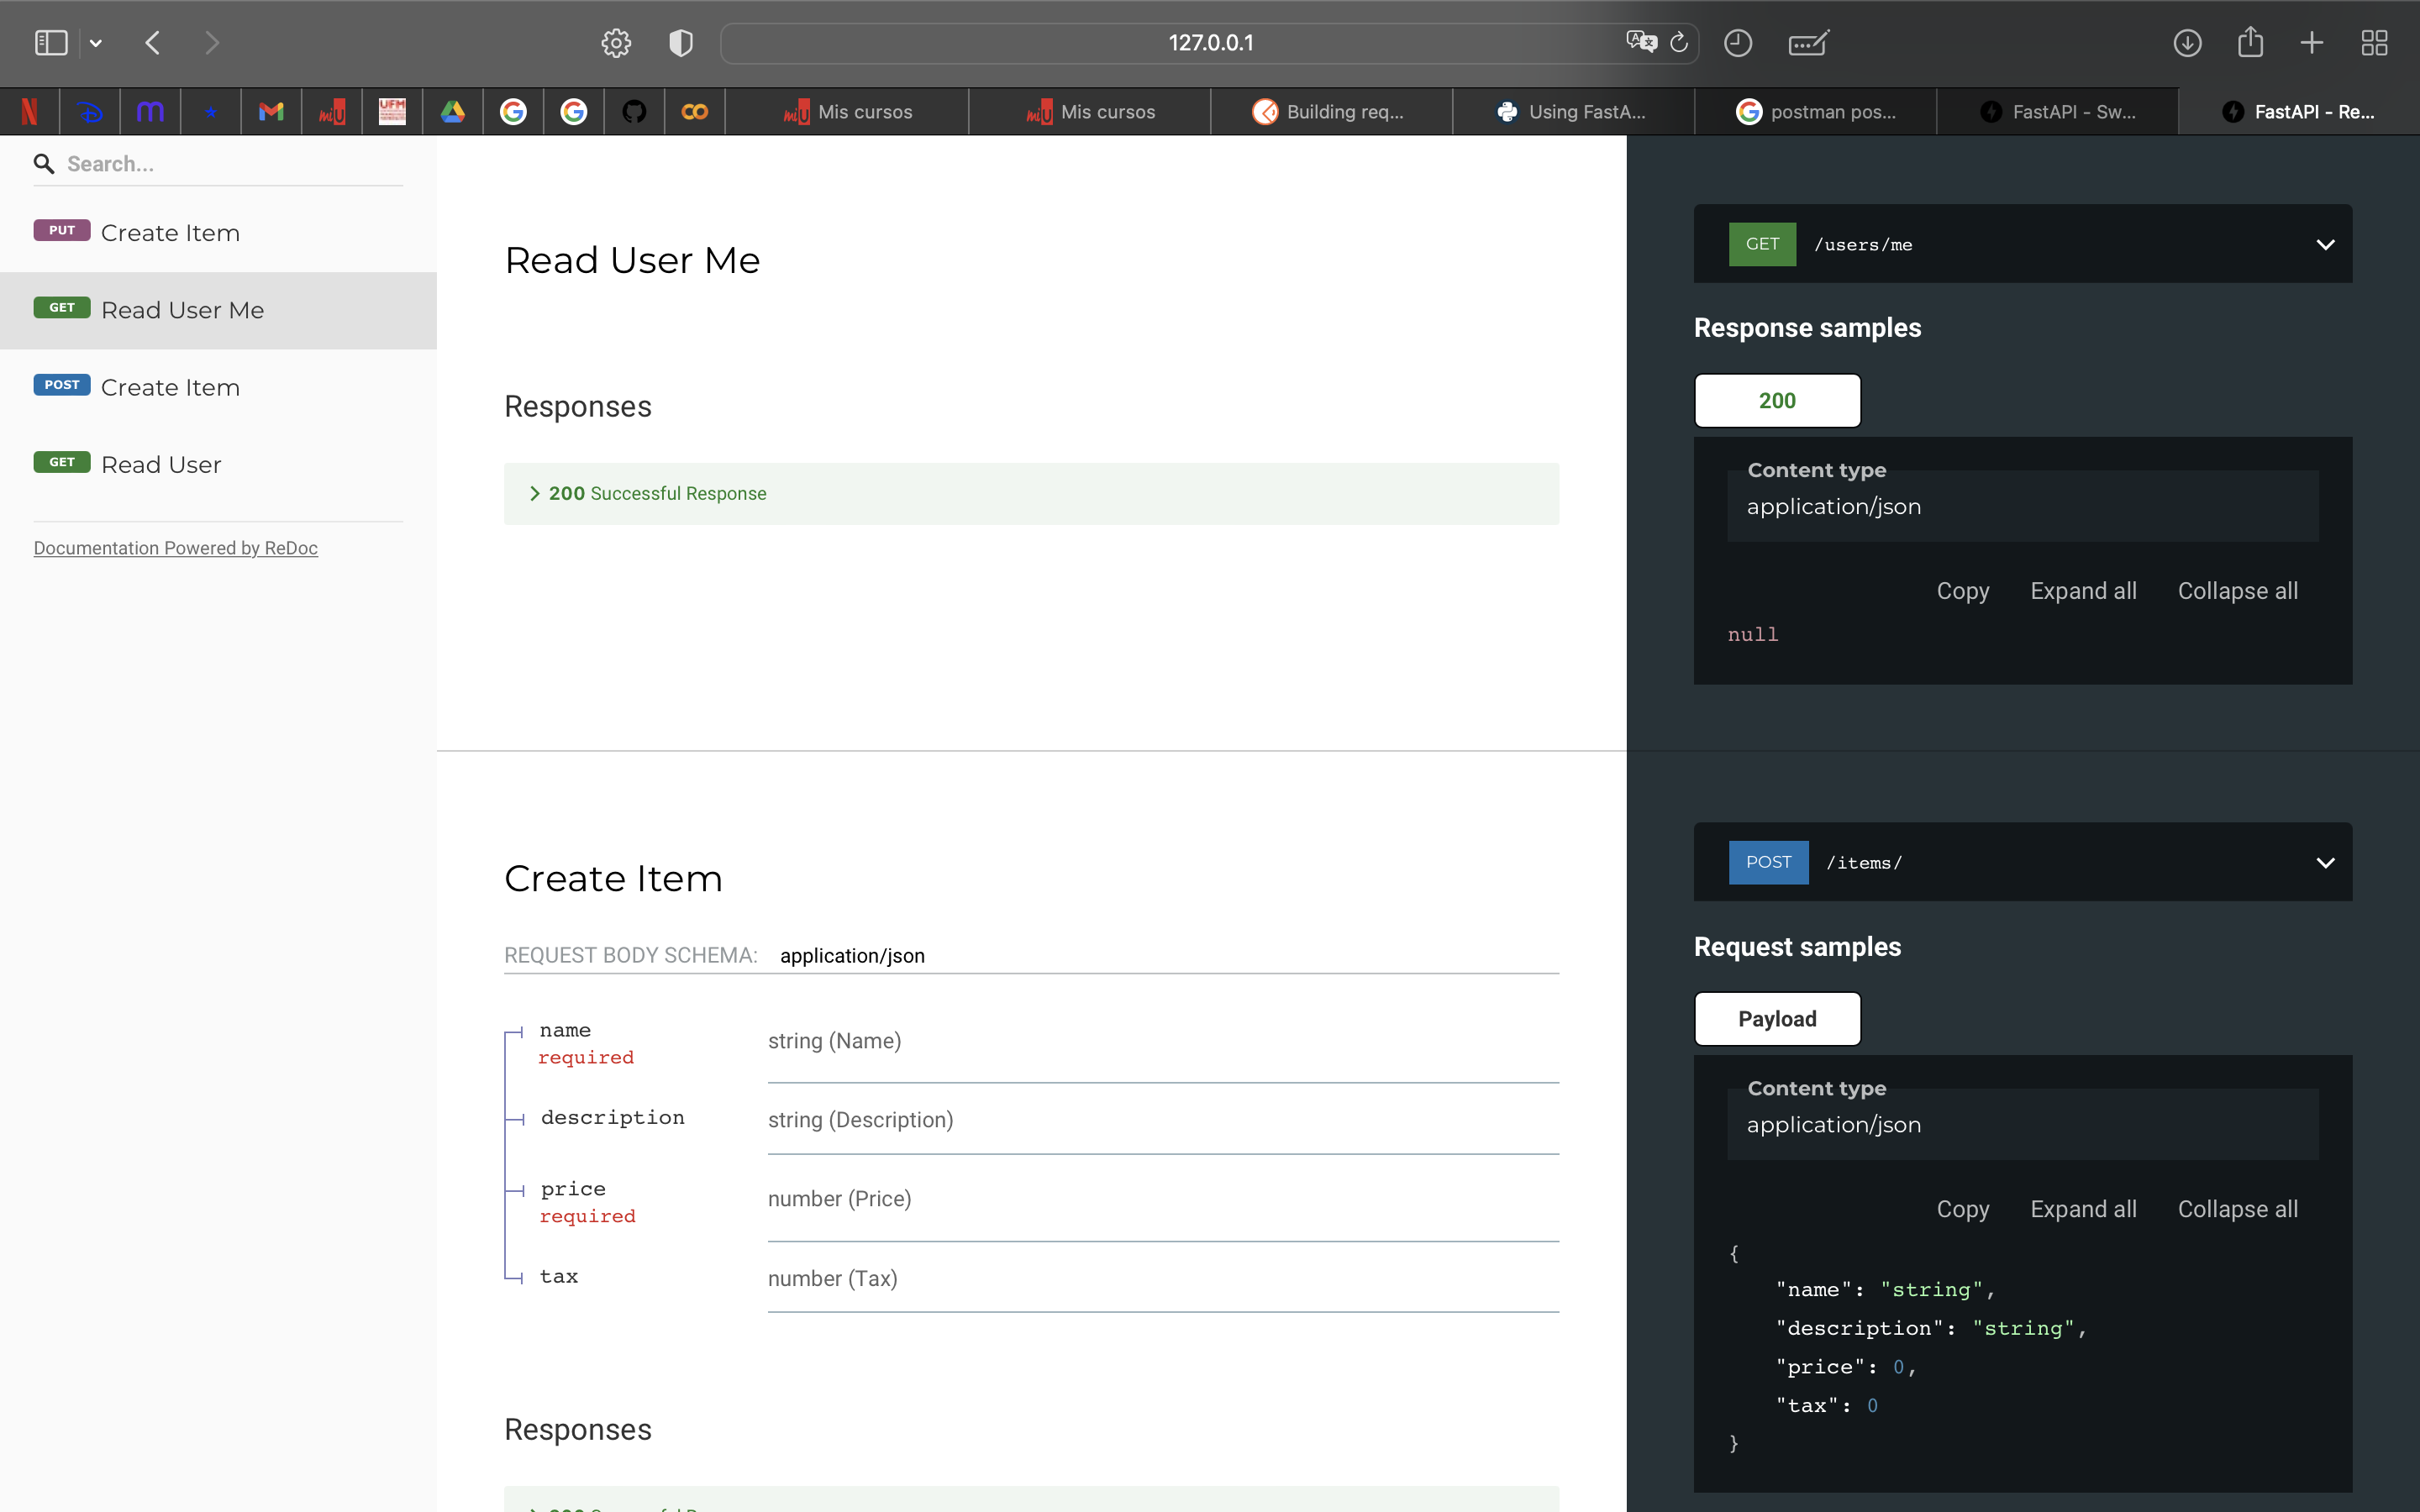 127.0.0.1
Mis cursos
Mis cursos
Building req...
Using FastA...
postman pos...
FastAPI - Sw...
FastAPI - Re...
Search...
PUT Create Item
GET Read User Me
POST Create Item
GET Read User
Documentation Powered by ReDoc
Read User Me
Responses
200 Successful Response
GET /users/me
Response samples
200
Content type
application/json
Copy Expand all Collapse all
null
Create Item
REQUEST BODY SCHEMA: application/json
name
required
string (Name)
description
string (Description)
price
required
number (Price)
tax
number (Tax)
Responses
POST /items/
Request samples
Payload
Content type
application/json
Copy Expand all Collapse all
{
"name": "string",
"description": "string",
"price": 0,
"tax": 0
}